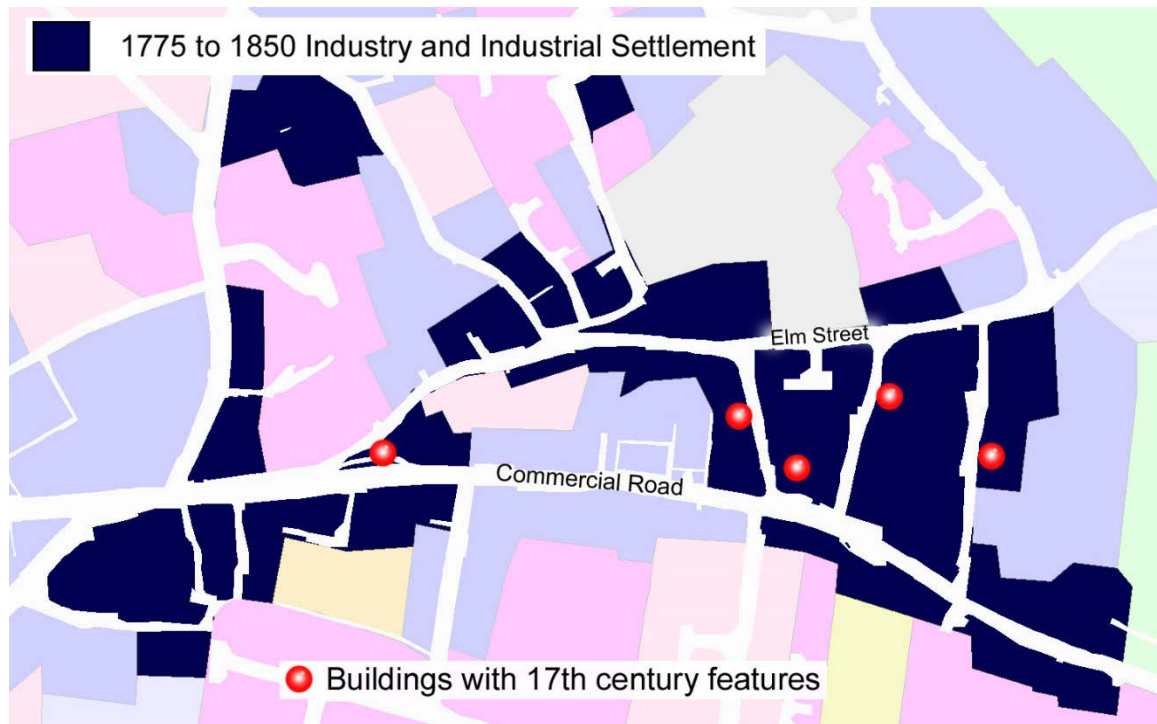 1775 to 1850 Industry and Industrial Settlement
Elm Street
Commercial Road
Buildings with 17th century features